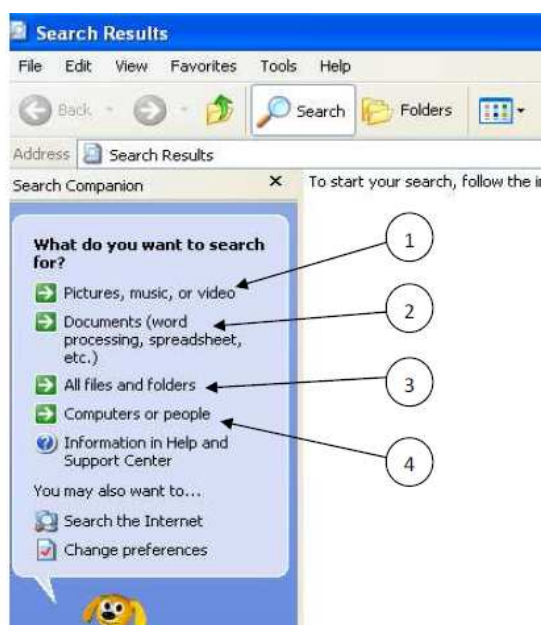 Search Results
File Edit View Favorites Tools Help
Back Search Folders
Address Search Results
Search Companion
To start your search, follow the
What do you want to search
for?
Pictures, music, or video
Documents (word
processing, spreadsheet,
etc.)
All files and folders
Computers or people
Information in Help and
Support Center
You may also want to...
Search the Internet
Change preferences
1
2
3
4